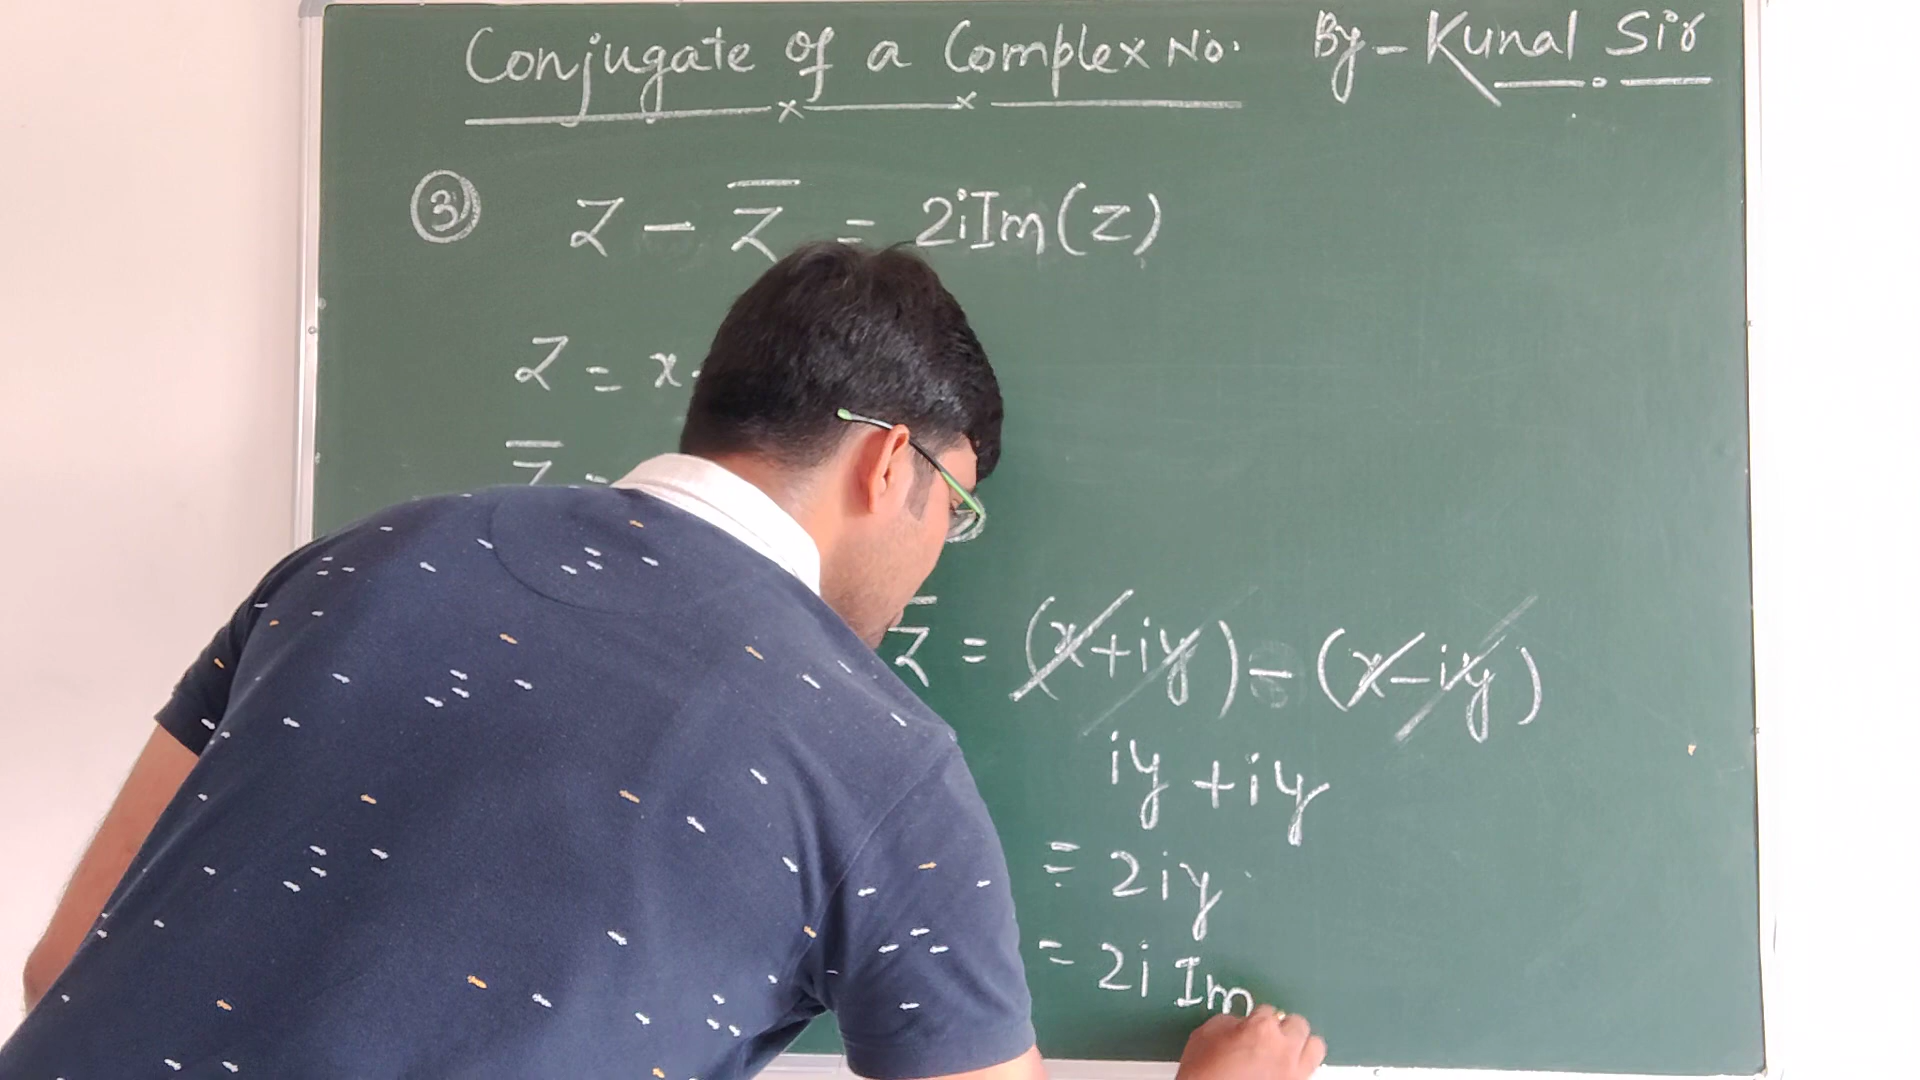 Conjugate of a Complex No. By - Kunal Sir
③ Z - Z̅ = 2iIm(Z)
Z = x
Z̅ =
Z̅ = (x+iy) - (x-iy)
iy + iy
= 2iy
= 2i Im